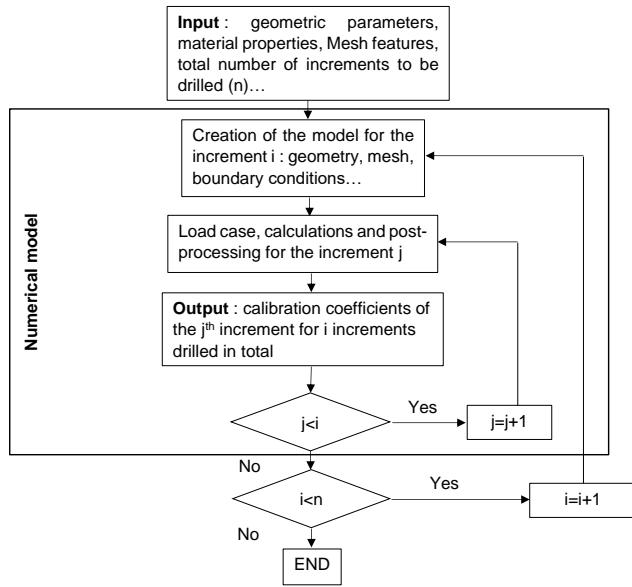 Input : geometric parameters,
material properties, Mesh features,
total number of increments to be
drilled (n)…
Numerical model
Creation of the model for the
increment i : geometry, mesh,
boundary conditions…
Load case, calculations and post-
processing for the increment j
Output : calibration coefficients of
the jth increment for i increments
drilled in total
j<i
Yes
j=j+1
No
i<n
Yes
i=i+1
No
END